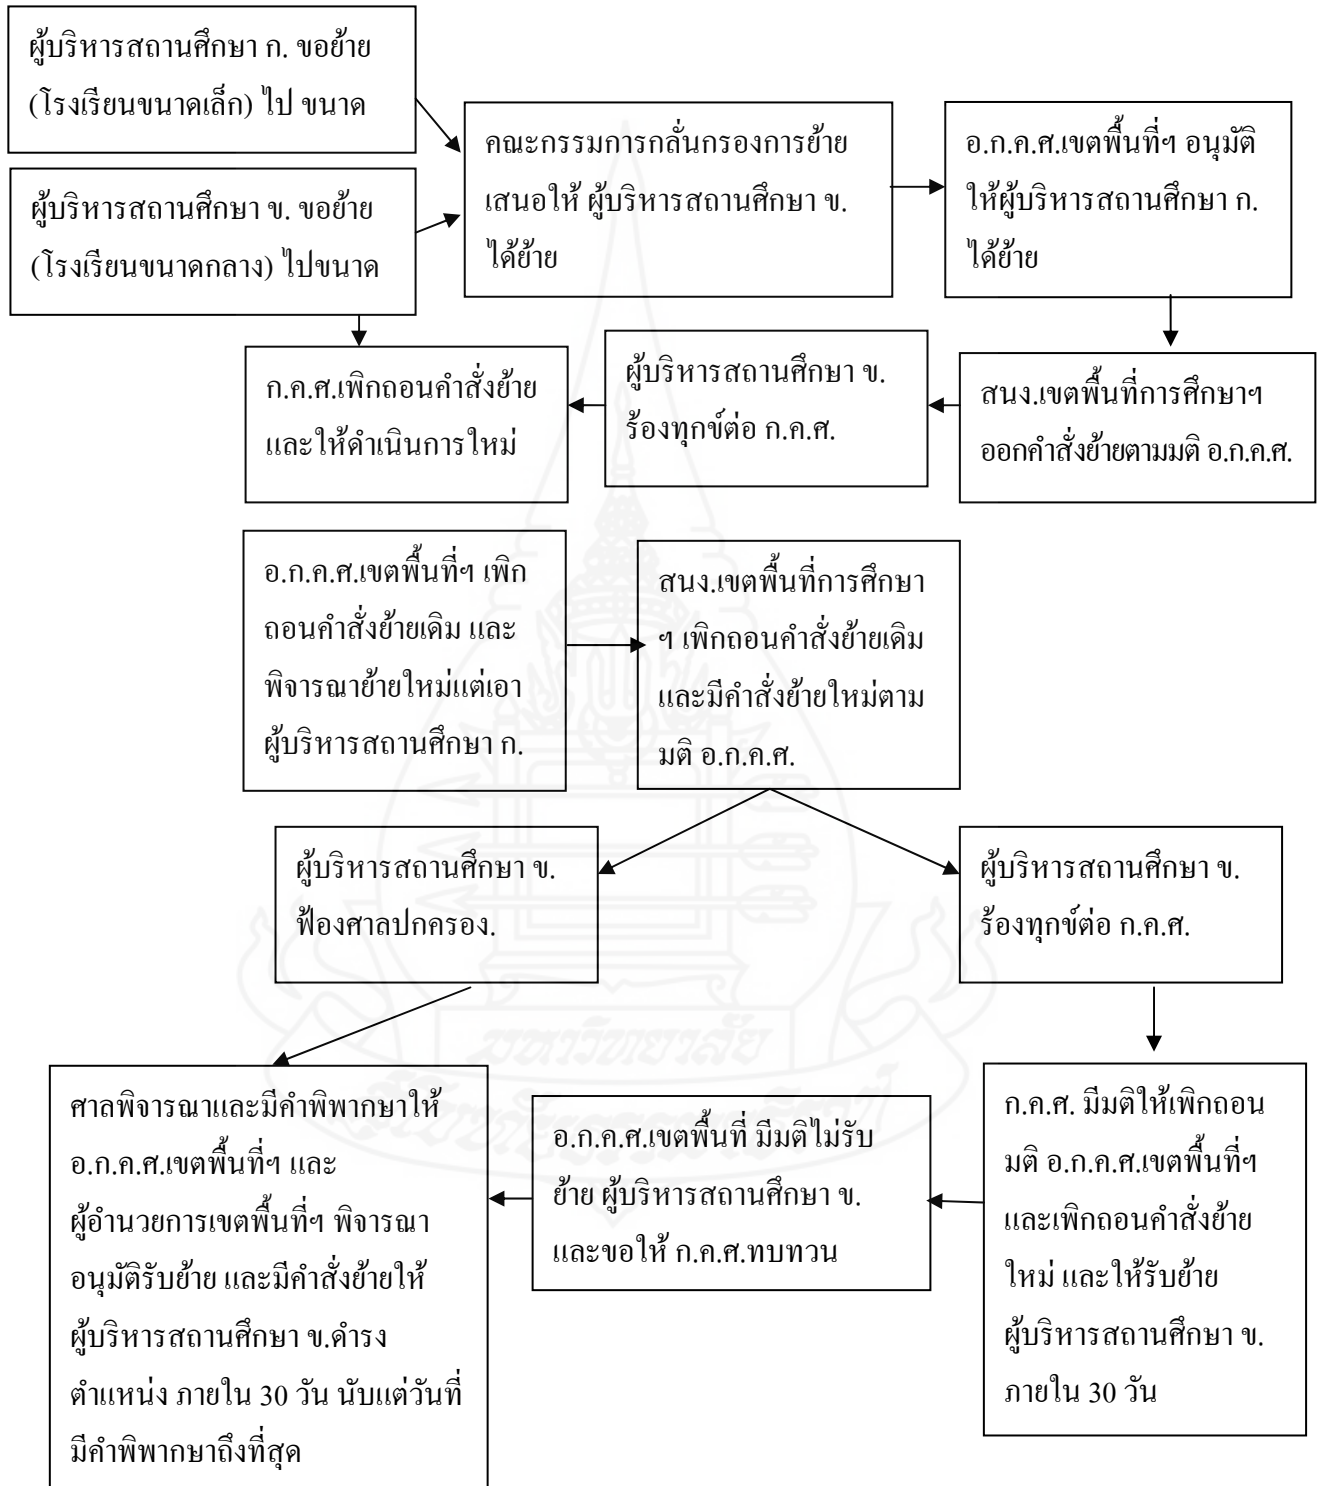 ผู้บริหารสถานศึกษา ก. ขอย้าย
(โรงเรียนขนาดเล็ก) ไป ขนาด
ผู้บริหารสถานศึกษา ข. ขอย้าย
(โรงเรียนขนาดกลาง) ไปขนาด
คณะกรรมการกลั่นกรองการย้าย
เสนอให้ ผู้บริหารสถานศึกษา ข.
ได้ย้าย
อ.ก.ค.ศ.เขตพื้นที่ฯ อนุมัติ
ให้ผู้บริหารสถานศึกษา ก.
ได้ย้าย
สนง.เขตพื้นที่การศึกษาฯ
ออกคำสั่งย้ายตามมติ อ.ก.ค.ศ.
ผู้บริหารสถานศึกษา ข.
ร้องทุกข์ต่อ ก.ค.ศ.
ก.ค.ศ.เพิกถอนคำสั่งย้าย
และให้ดำเนินการใหม่
อ.ก.ค.ศ.เขตพื้นที่ฯ เพิก
ถอนคำสั่งย้ายเดิม และ
พิจารณาย้ายใหม่แต่เอา
ผู้บริหารสถานศึกษา ก.
สนง.เขตพื้นที่การศึกษา
ฯ เพิกถอนคำสั่งย้ายเดิม
และมีคำสั่งย้ายใหม่ตาม
มติ อ.ก.ค.ศ.
ผู้บริหารสถานศึกษา ข.
ฟ้องศาลปกครอง.
ผู้บริหารสถานศึกษา ข.
ร้องทุกข์ต่อ ก.ค.ศ.
ก.ค.ศ. มีมติให้เพิกถอน
มติ อ.ก.ค.ศ.เขตพื้นที่ฯ
และเพิกถอนคำสั่งย้าย
ใหม่ และให้รับย้าย
ผู้บริหารสถานศึกษา ข.
ภายใน 30 วัน
อ.ก.ค.ศ.เขตพื้นที่ มีมติไม่รับ
ย้าย ผู้บริหารสถานศึกษา ข.
และขอให้ ก.ค.ศ.ทบทวน
ศาลพิจารณาและมีคำพิพากษาให้
อ.ก.ค.ศ.เขตพื้นที่ฯ และ
ผู้อำนวยการเขตพื้นที่ฯ พิจารณา
อนุมัติรับย้าย และมีคำสั่งย้ายให้
ผู้บริหารสถานศึกษา ข.ดำรง
ตำแหน่ง ภายใน 30 วัน นับแต่วันที่
มีคำพิพากษาถึงที่สุด
มหาวิทยาลัย
สุโขทัยธรรมาธิราช